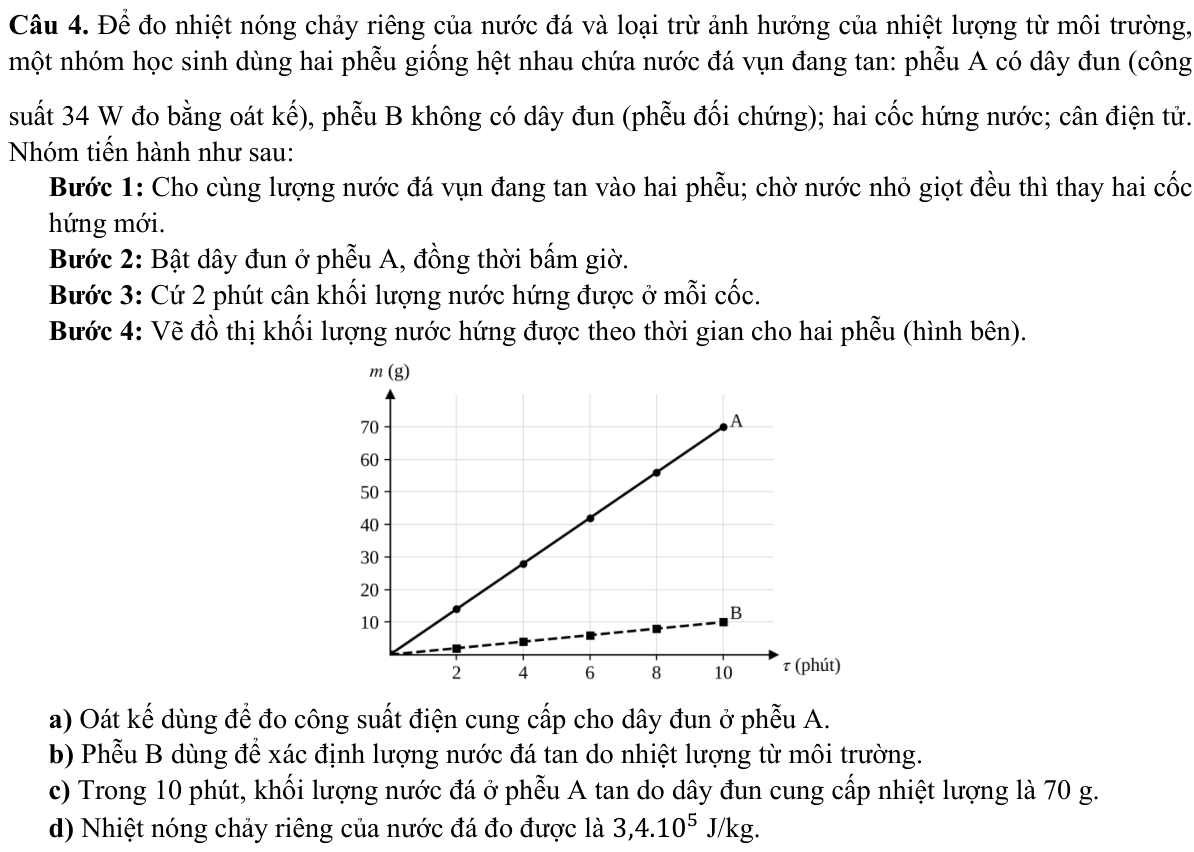 Câu 4. Để đo nhiệt nóng chảy riêng của nước đá và loại trừ ảnh hưởng của nhiệt lượng từ môi trường,
một nhóm học sinh dùng hai phễu giống hệt nhau chứa nước đá vụn đang tan: phễu A có dây đun (công
suất 34 W đo bằng oát kế), phễu B không có dây đun (phễu đối chứng); hai cốc hứng nước; cân điện tử.
Nhóm tiến hành như sau:
Bước 1: Cho cùng lượng nước đá vụn đang tan vào hai phễu; chờ nước nhỏ giọt đều thì thay hai cốc
hứng mới.
Bước 2: Bật dây đun ở phễu A, đồng thời bấm giờ.
Bước 3: Cứ 2 phút cân khối lượng nước hứng được ở mỗi cốc.
Bước 4: Vẽ đồ thị khối lượng nước hứng được theo thời gian cho hai phễu (hình bên).
m (g)
70
A
60
50
40
30
20
10
B
2 4 6 8 10
τ (phút)
a) Oát kế dùng để đo công suất điện cung cấp cho dây đun ở phễu A.
b) Phễu B dùng để xác định lượng nước đá tan do nhiệt lượng từ môi trường.
c) Trong 10 phút, khối lượng nước đá ở phễu A tan do dây đun cung cấp nhiệt lượng là 70 g.
d) Nhiệt nóng chảy riêng của nước đá đo được là 3,4.10⁵ J/kg.